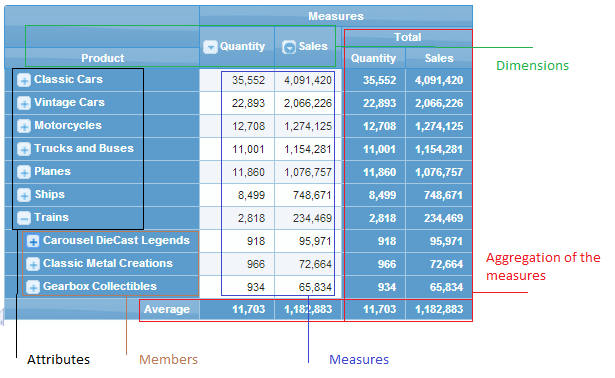 Measures
Quantity Sales Total
Product Quantity Sales
Dimensions
Classic Cars 35,552 4,091,420 35,552 4,091,420
Vintage Cars 22,893 2,066,226 22,893 2,066,226
Motorcycles 12,708 1,274,125 12,708 1,274,125
Trucks and Buses 11,001 1,154,281 11,001 1,154,281
Planes 11,860 1,076,757 11,860 1,076,757
Ships 8,499 748,671 8,499 748,671
Trains 2,818 234,469 2,818 234,469
Carousel DieCast Legends 918 95,971 918 95,971
Classic Metal Creations 966 72,664 966 72,664
Gearbox Collectibles 934 65,834 934 65,834
Aggregation of the
measures
Average 11,703 1,182,883 11,703 1,182,883
Attributes Members Measures